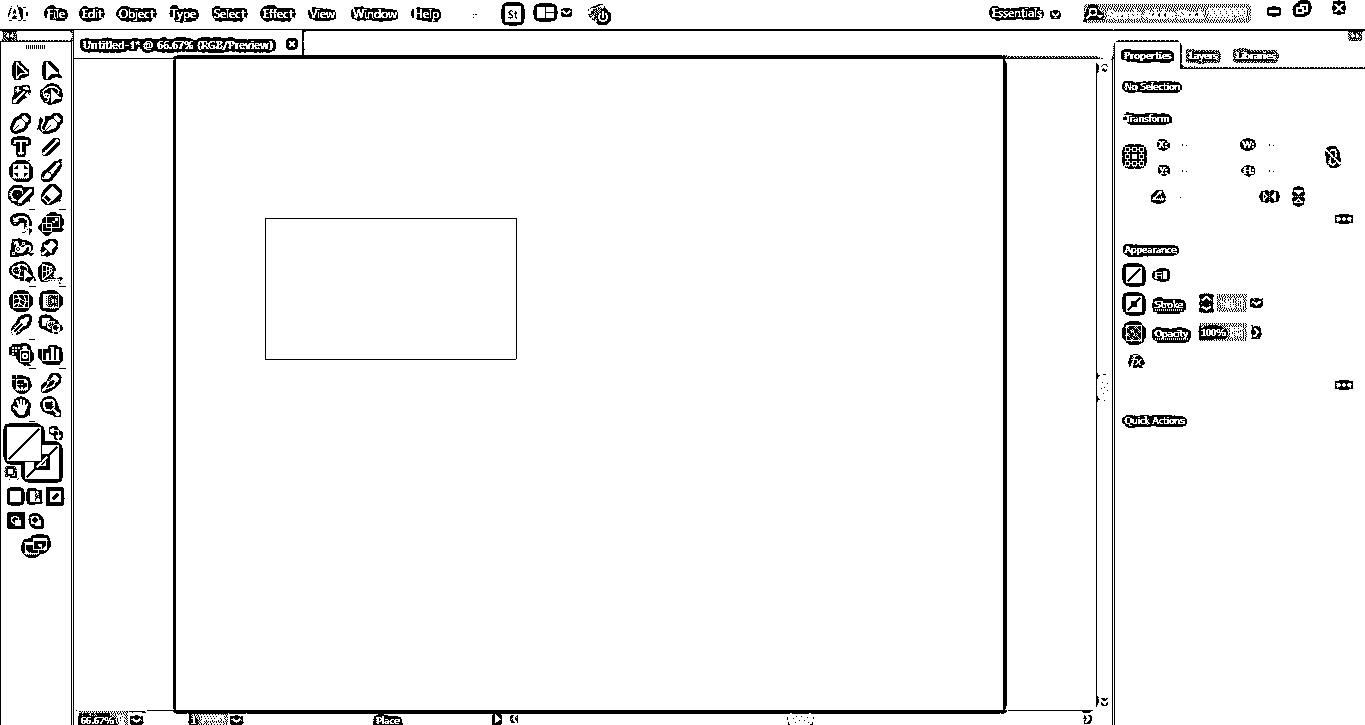 Ai File Edit Object Type Select Effect View Window Help St Essentials
Untitled-1* @ 66.67% (RGB/Preview)
Properties Layers Libraries
No Selection
Transform
X: W:
Y: H:
Appearance
Fill
Stroke
Opacity 100%
fx
Quick Actions
66.67% 1 Place